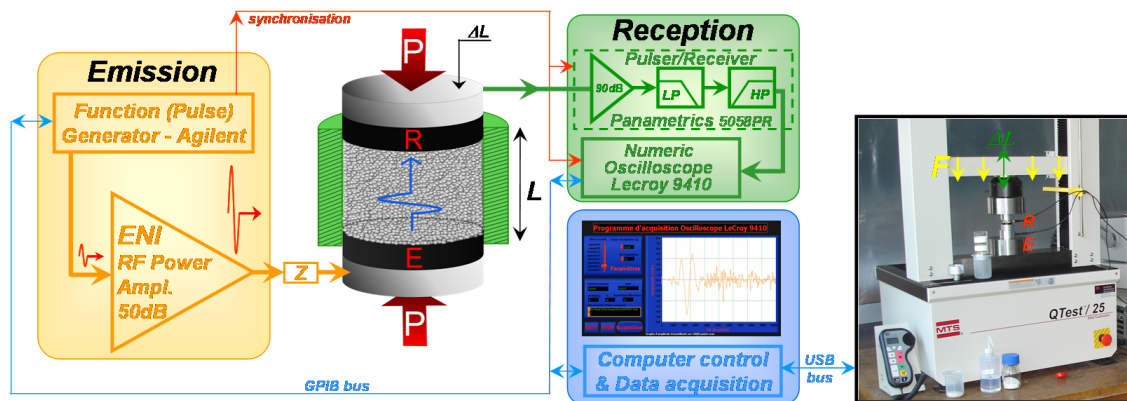 synchronisation
Emission
Function (Pulse)
Generator - Agilent
ENI
RF Power
Ampl.
50dB
Z
P
ΔL
R
L
E
P
Reception
Pulser/Receiver
90dB
LP
HP
Panametrics 5058PR
Numeric
Oscilloscope
Lecroy 9410
Programme d'acquisition Oscilloscope LeCroy 9410
Paramètres
Computer control
& Data acquisition
GPIB bus
USB
bus
ΔL
F
R
E
MTS
QTest / 25